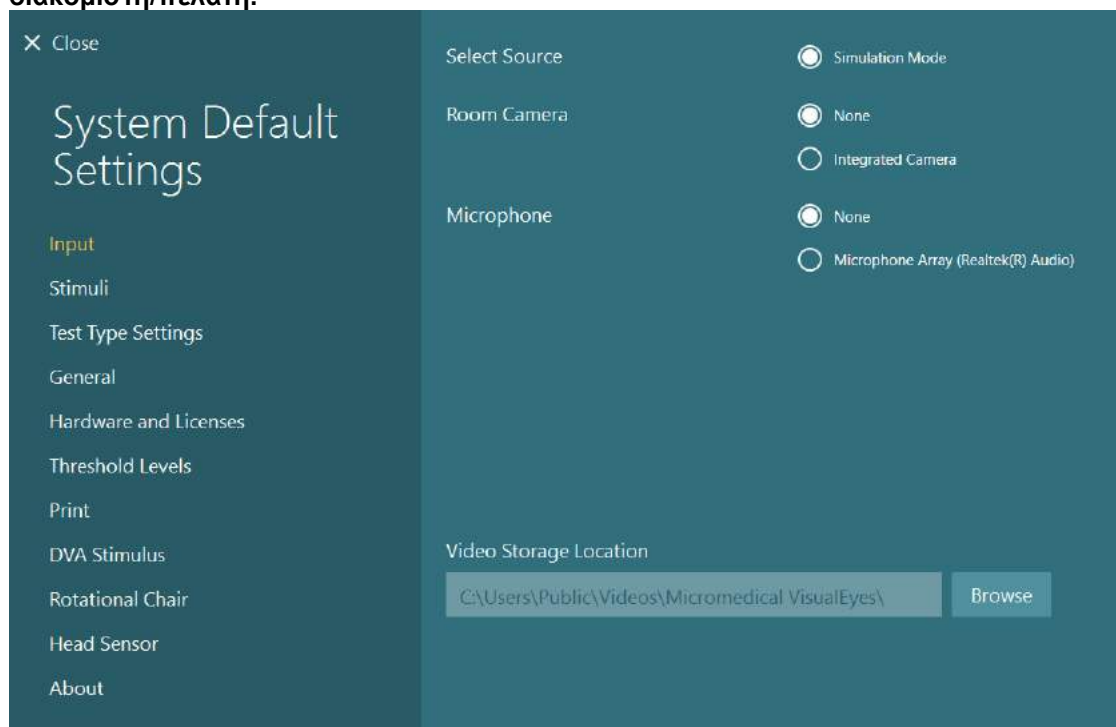 διακομιστή/πελάτη.
Close
System Default
Settings
Input
Stimuli
Test Type Settings
General
Hardware and Licenses
Threshold Levels
Print
DVA Stimulus
Rotational Chair
Head Sensor
About
Select Source
Simulation Mode
Room Camera
None
Integrated Camera
Microphone
None
Microphone Array (Realtek(R) Audio)
Video Storage Location
C:\Users\Public\Videos\Micromedical VisualEyes\
Browse